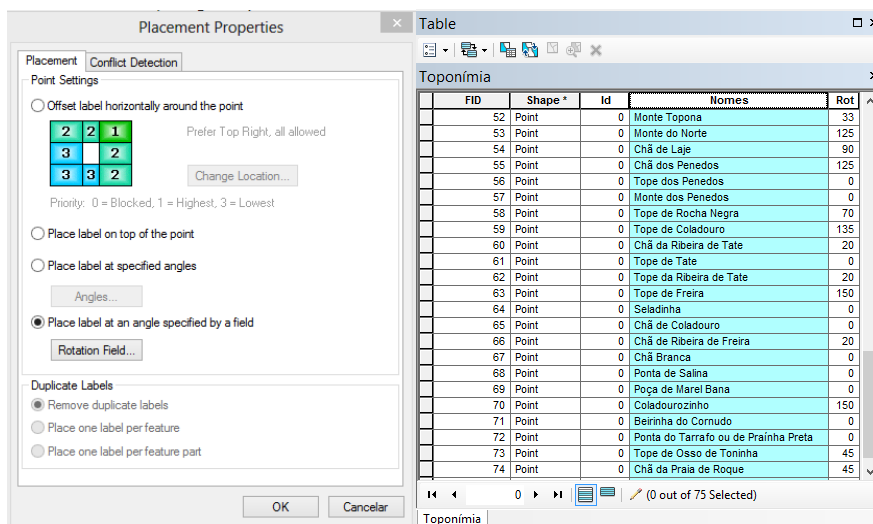 Placement Properties
Placement
Conflict Detection
Point Settings
Offset label horizontally around the point
2 2 1
3 2
3 3 2
Prefer Top Right, all allowed
Change Location...
Priority: 0 = Blocked, 1 = Highest, 3 = Lowest
Place label on top of the point
Place label at specified angles
Angles...
Place label at an angle specified by a field
Rotation Field...
Duplicate Labels
Remove duplicate labels
Place one label per feature
Place one label per feature part
OK
Cancelar
Table
Toponímia
FID Shape * Id Nomes Rot
52 Point 0 Monte Topona 33
53 Point 0 Monte do Norte 125
54 Point 0 Chã de Laje 90
55 Point 0 Chã dos Penedos 125
56 Point 0 Tope dos Penedos 0
57 Point 0 Monte dos Penedos 0
58 Point 0 Tope de Rocha Negra 70
59 Point 0 Tope de Coladouro 135
60 Point 0 Chã da Ribeira de Tate 20
61 Point 0 Tope de Tate 0
62 Point 0 Tope da Ribeira de Tate 20
63 Point 0 Tope de Freira 150
64 Point 0 Seladinha 0
65 Point 0 Chã de Coladouro 0
66 Point 0 Chã de Ribeira de Freira 20
67 Point 0 Chã Branca 0
68 Point 0 Ponta de Salina 0
69 Point 0 Poça de Marel Bana 0
70 Point 0 Coladourozinho 150
71 Point 0 Beirinha do Cornudo 0
72 Point 0 Ponta do Tarrafo ou de Praínha Preta 0
73 Point 0 Tope de Osso de Toninha 45
74 Point 0 Chã da Praia de Roque 45
0
(0 out of 75 Selected)
Toponímia